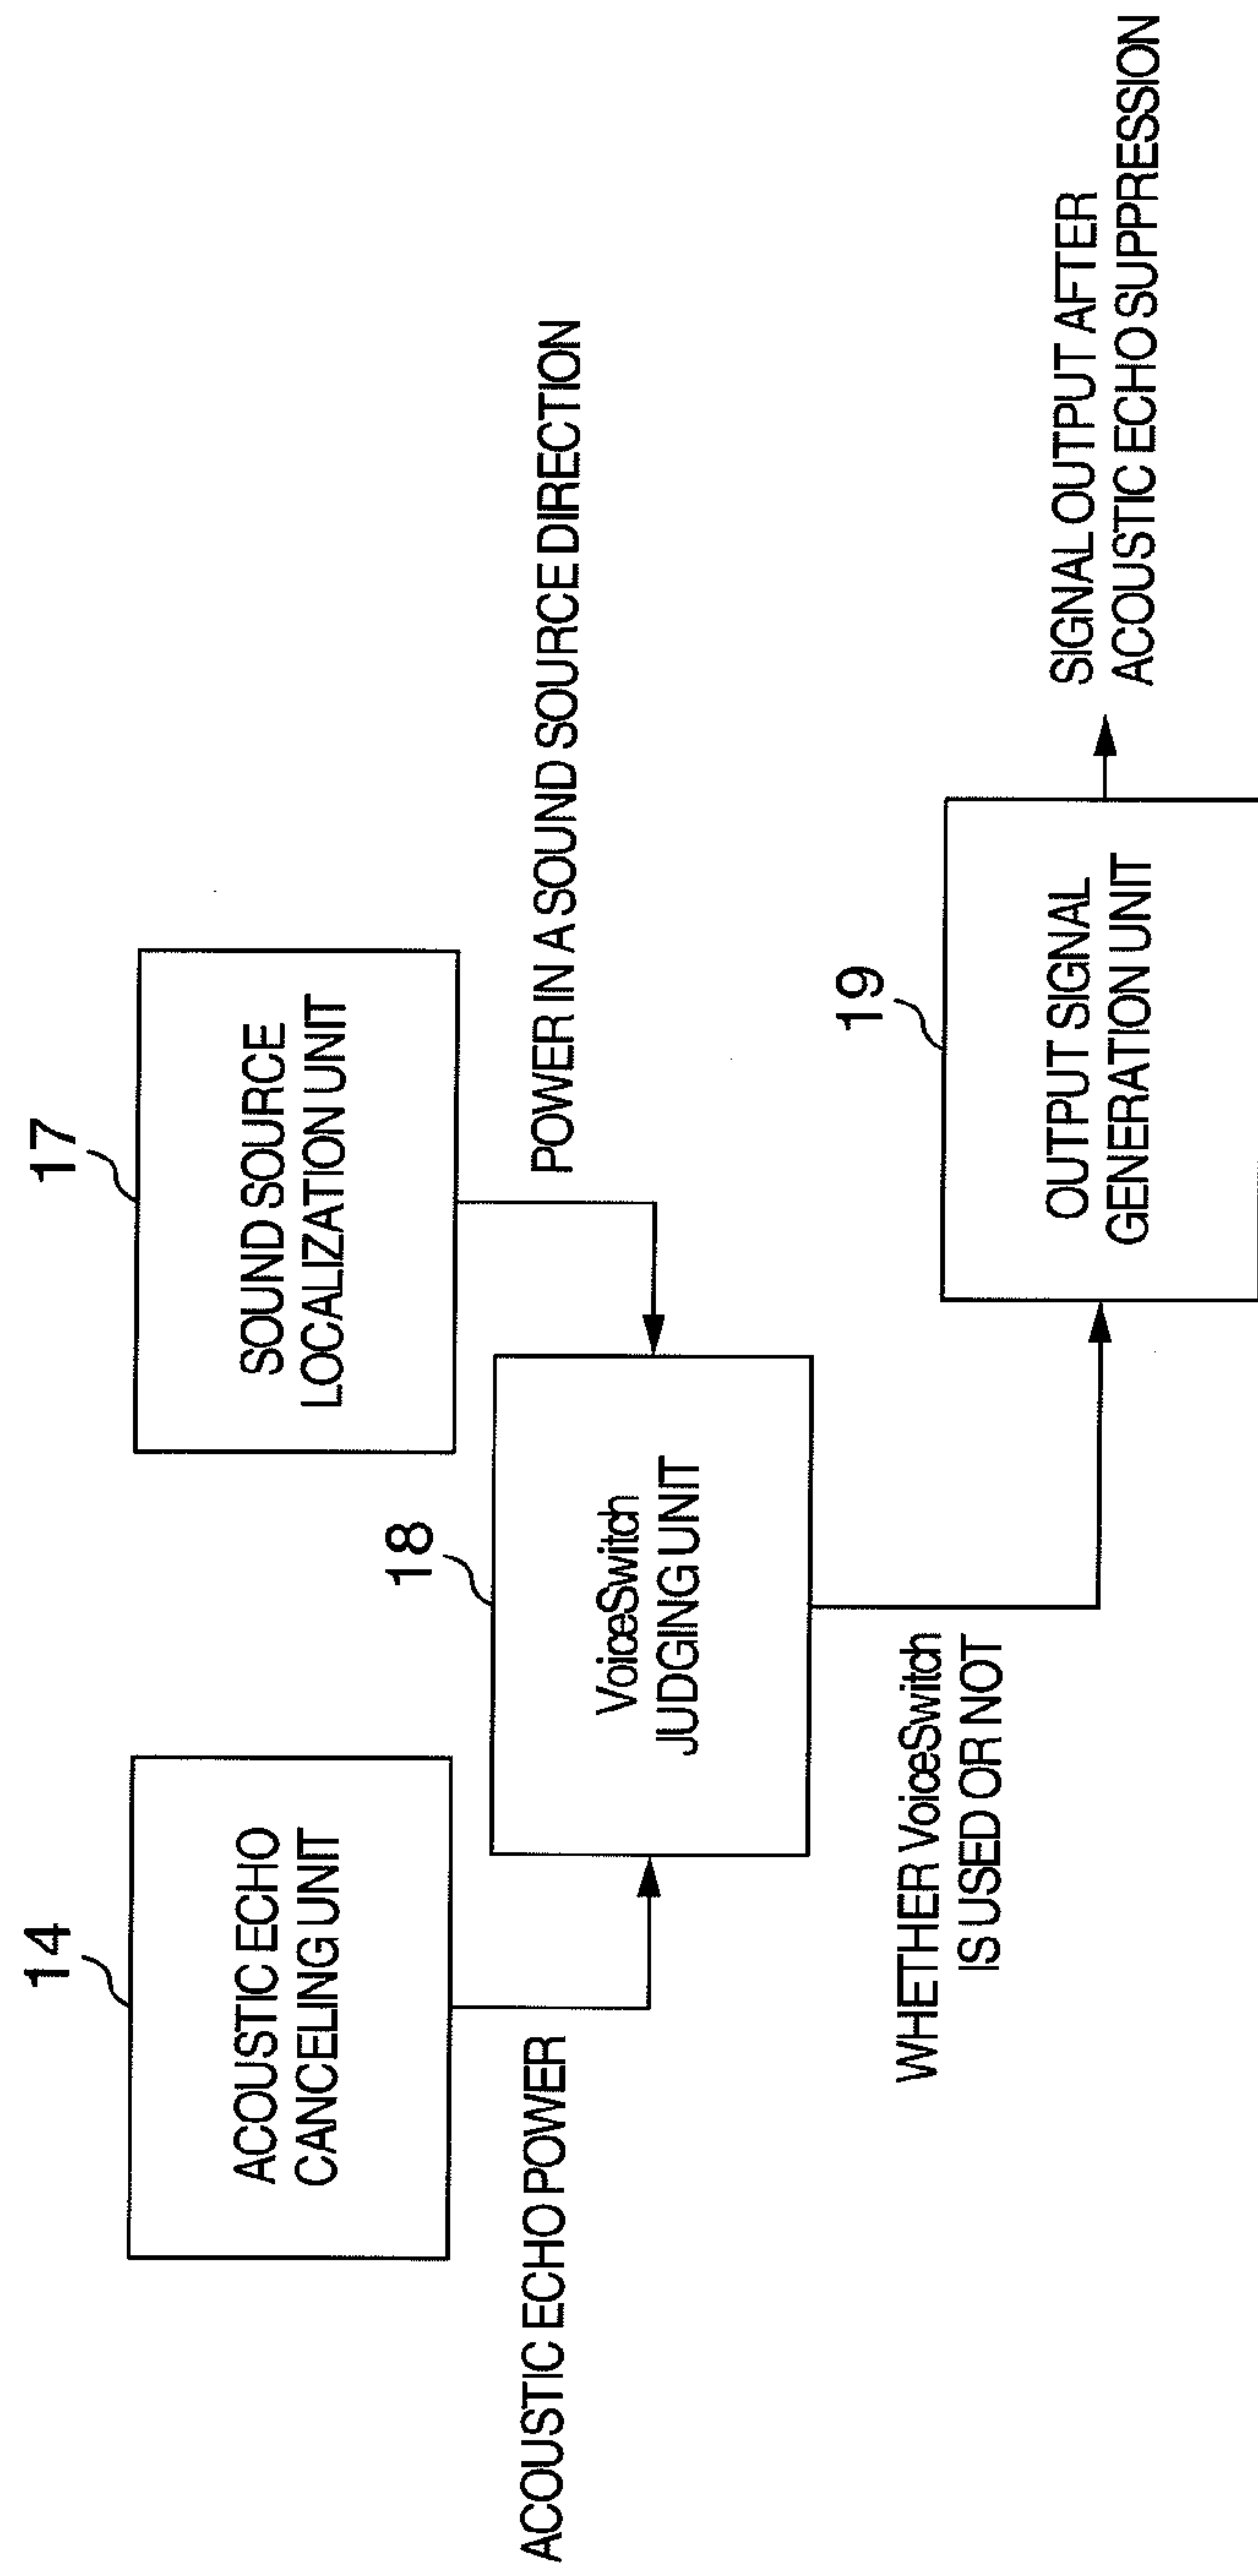 14
ACOUSTIC ECHO
CANCELING UNIT
17
SOUND SOURCE
LOCALIZATION UNIT
ACOUSTIC ECHO POWER
18
VoiceSwitch
JUDGING UNIT
POWER IN A SOUND SOURCE DIRECTION
WHETHER VoiceSwitch
IS USED OR NOT
19
OUTPUT SIGNAL
GENERATION UNIT
SIGNAL OUTPUT AFTER
ACOUSTIC ECHO SUPPRESSION